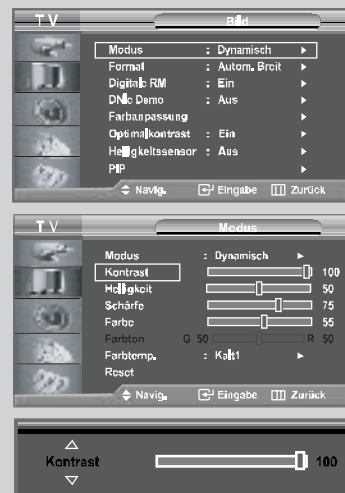 TV Bild
Modus : Dynamisch
Format : Autom. Breit
Digitale RM : Ein
DNIe Demo : Aus
Farbanpassung
Optimalkontrast : Ein
Helligkeitssensor : Aus
PIP
Navig. Eingabe Zurück
TV Modus
Modus : Dynamisch
Kontrast 100
Helligkeit 50
Schärfe 75
Farbe 55
Farbton G 50 R 50
Farbtemp. : Kalt1
Reset
Navig. Eingabe Zurück
Kontrast 100